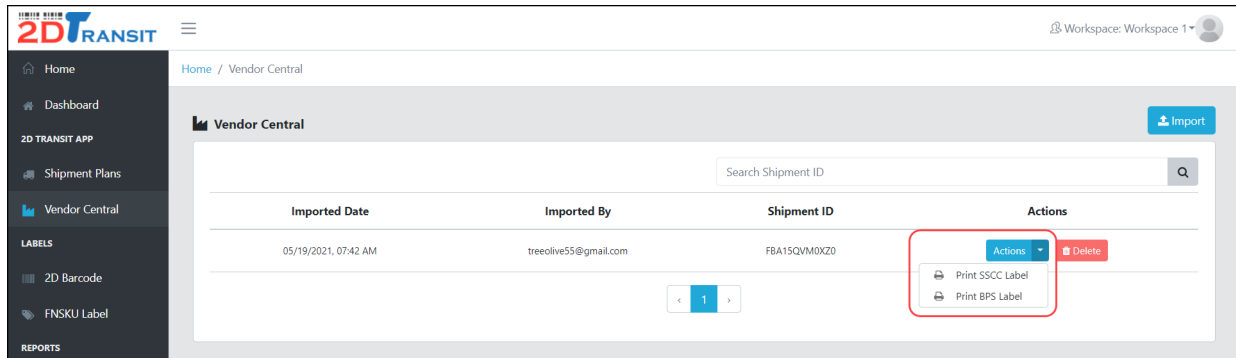 2DTRANSIT
Workspace: Workspace 1
Home
Home / Vendor Central
Dashboard
Vendor Central
Import
2D TRANSIT APP
Shipment Plans
Search Shipment ID
Vendor Central
Imported Date Imported By Shipment ID Actions
LABELS
05/19/2021, 07:42 AM treeolive55@gmail.com FBA15QVM0XZ0 Actions Delete
2D Barcode
Print SSCC Label
Print BPS Label
‹ 1 ›
FNSKU Label
REPORTS